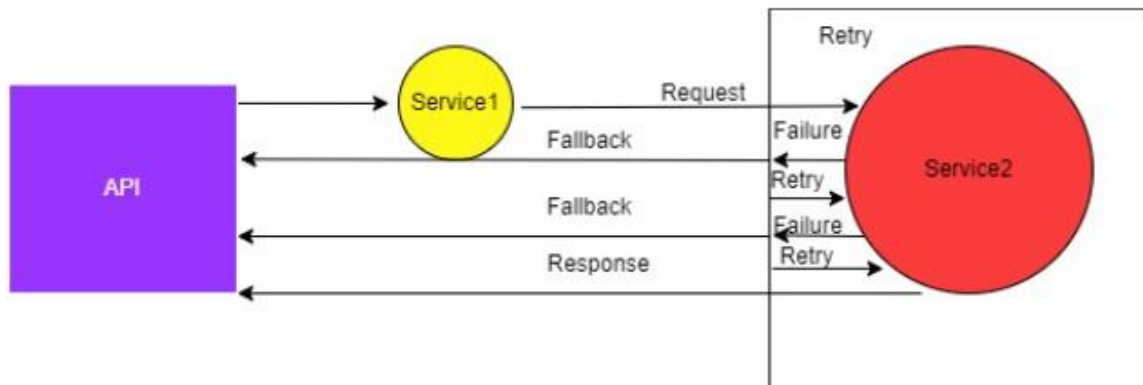 Retry
Service1
Request
Failure
Fallback
API
Service2
Retry
Fallback
Failure
Response
Retry